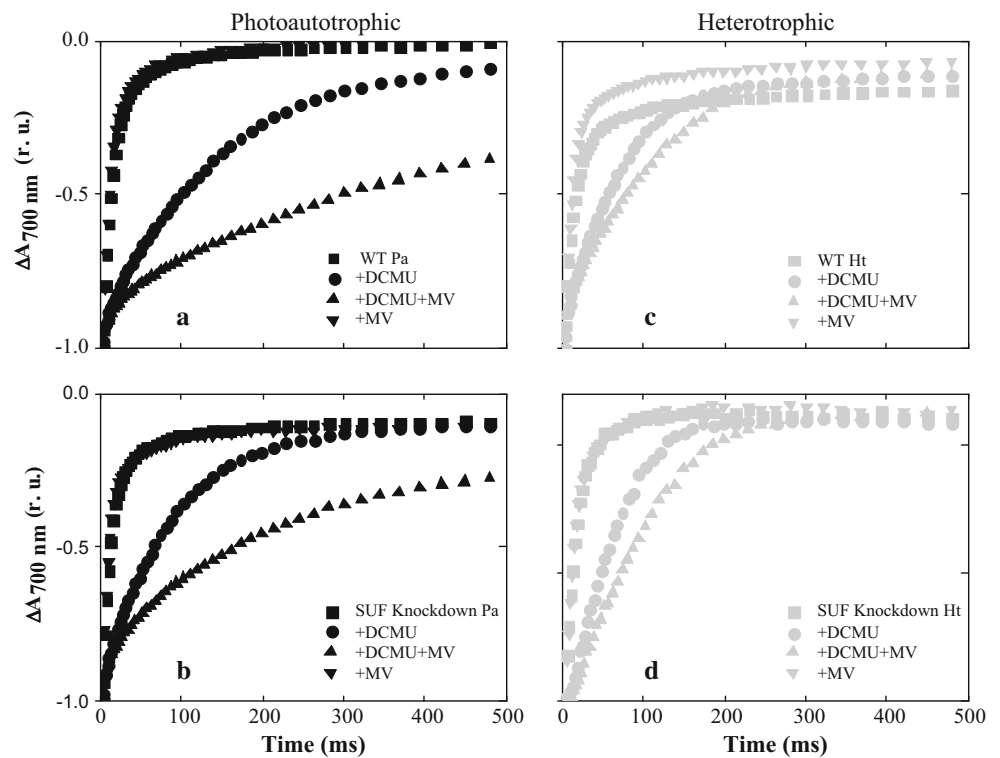 Photoautotrophic
Heterotrophic
0.0
-0.5
-1.0
ΔA700 nm (r. u.)
WT Pa
+DCMU
+DCMU+MV
+MV
a
WT Ht
+DCMU
+DCMU+MV
+MV
c
0.0
-0.5
-1.0
ΔA700 nm (r. u.)
SUF Knockdown Pa
+DCMU
+DCMU+MV
+MV
b
SUF Knockdown Ht
+DCMU
+DCMU+MV
+MV
d
0 100 200 300 400 500
0 100 200 300 400 500
Time (ms)
Time (ms)